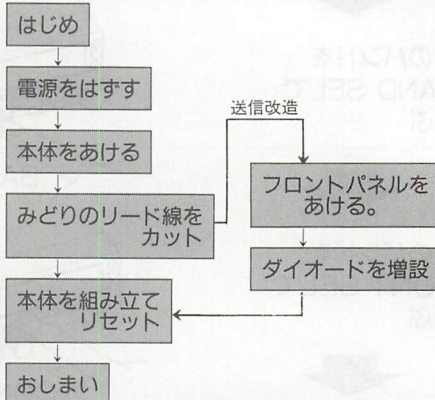 はじめ
電源をはずす
本体をあける
みどりのリード線を
カット
送信改造
フロントパネルを
あける。
ダイオードを増設
本体を組み立て
リセット
おしまい